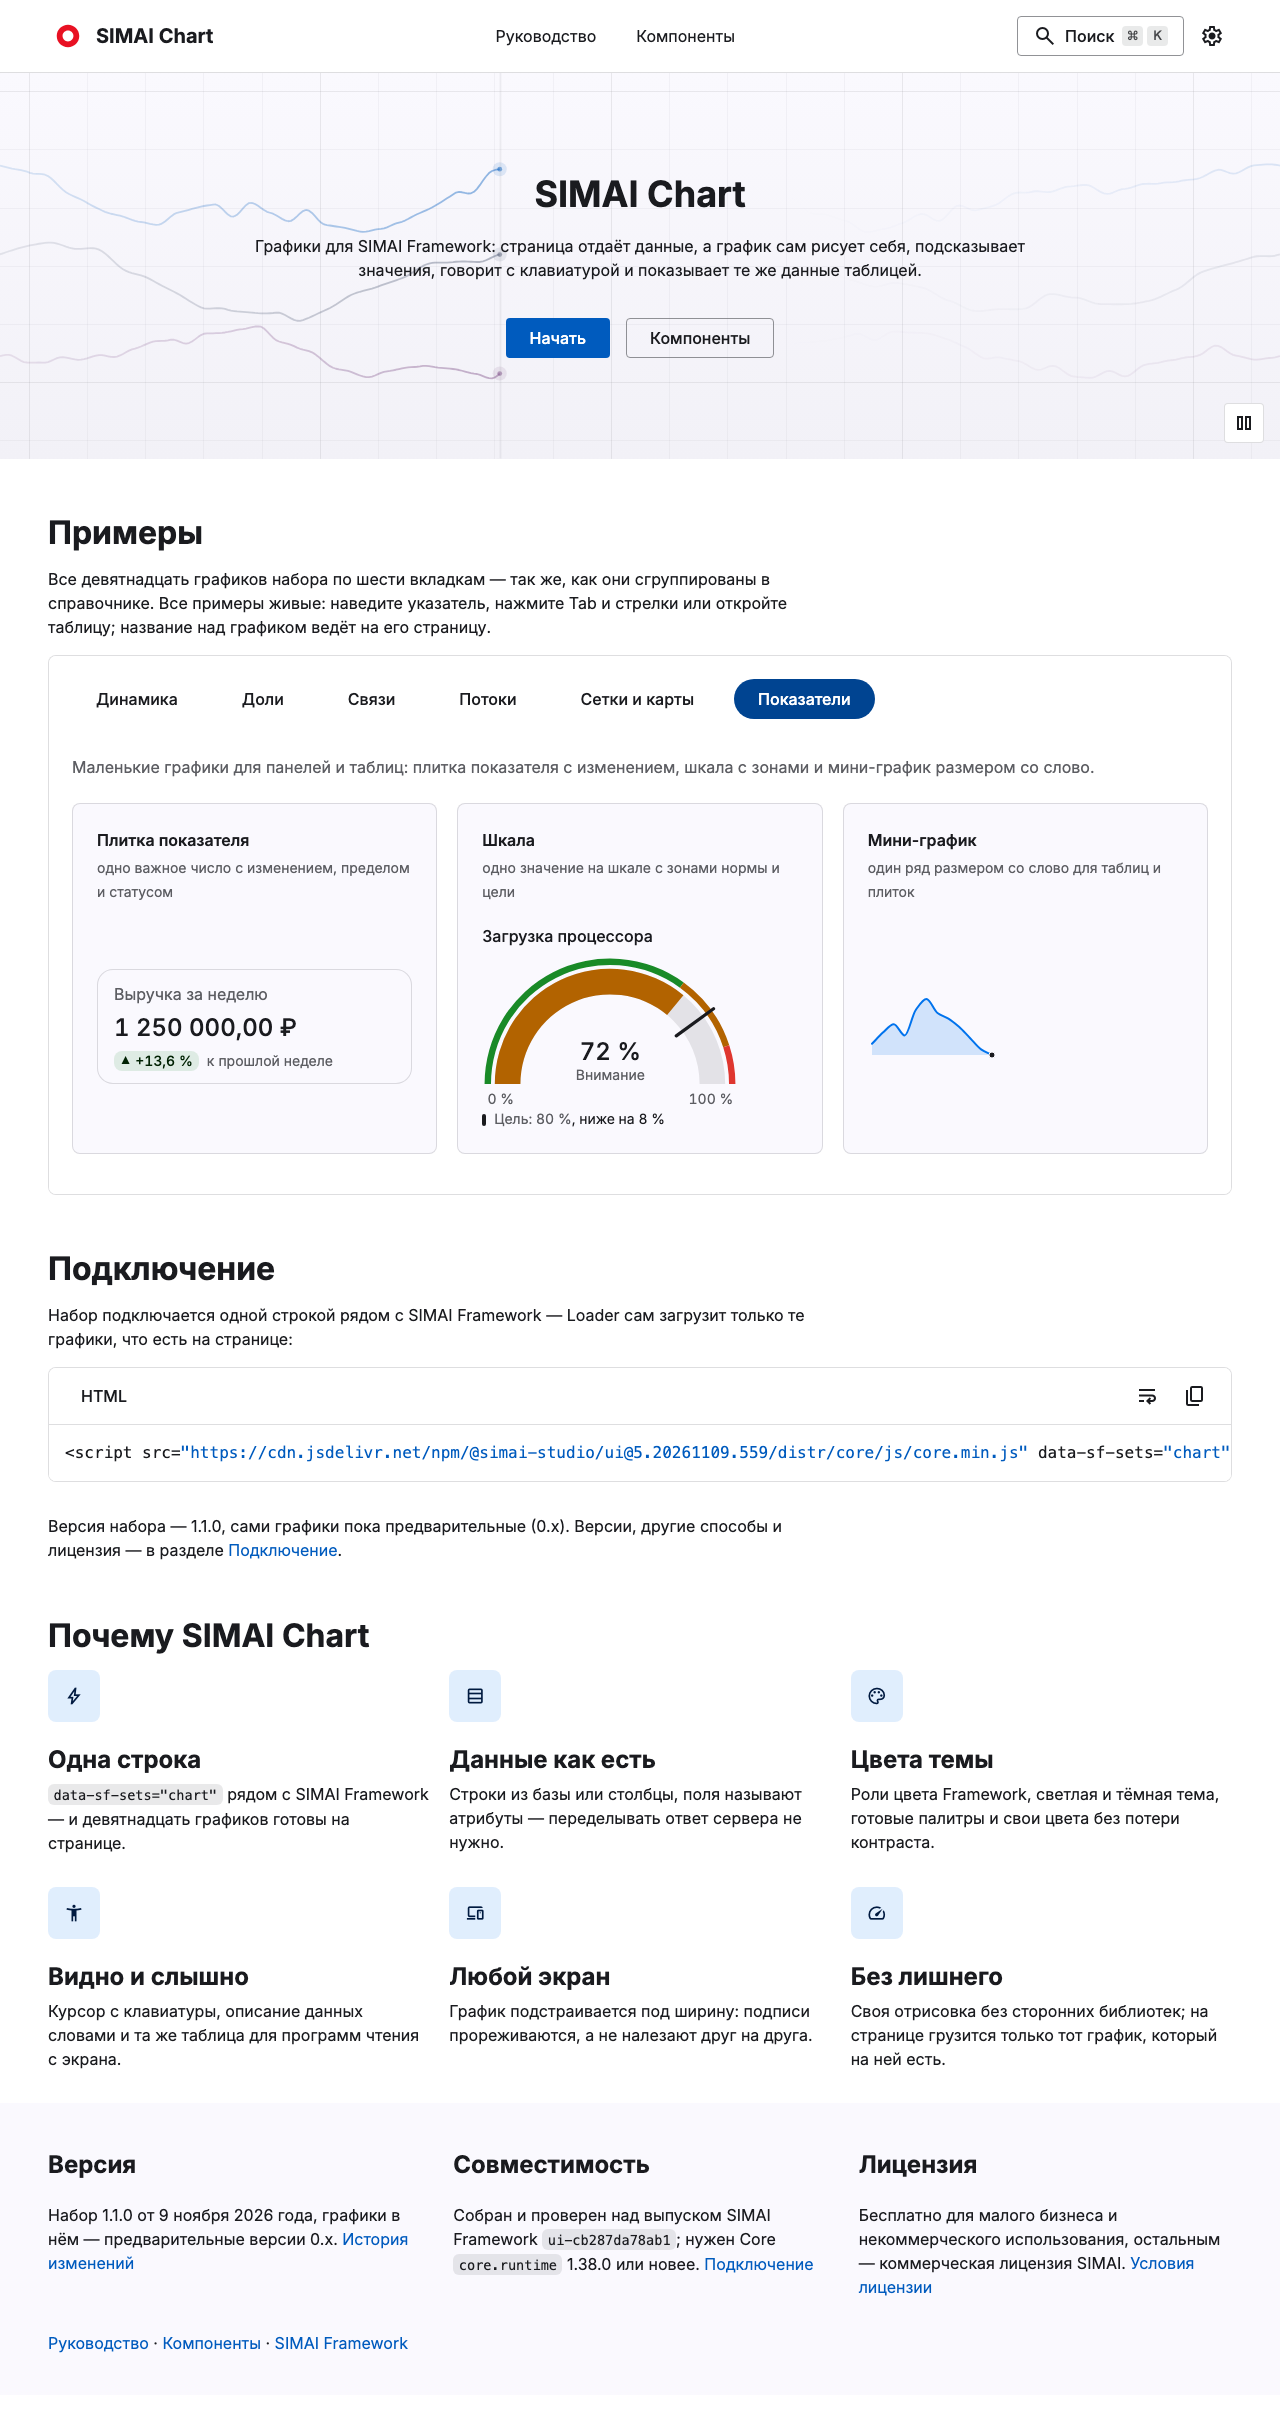 SIMAI Chart
Руководство
Компоненты
Поиск ⌘ K
SIMAI Chart
Графики для SIMAI Framework: страница отдаёт данные, а график сам рисует себя, подсказывает
значения, говорит с клавиатурой и показывает те же данные таблицей.
Начать
Компоненты
Примеры
Все девятнадцать графиков набора по шести вкладкам — так же, как они сгруппированы в
справочнике. Все примеры живые: наведите указатель, нажмите Tab и стрелки или откройте
таблицу; название над графиком ведёт на его страницу.
Динамика
Доли
Связи
Потоки
Сетки и карты
Показатели
Маленькие графики для панелей и таблиц: плитка показателя с изменением, шкала с зонами и мини-график размером со слово.
Плитка показателя
одно важное число с изменением, пределом
и статусом
Выручка за неделю
1 250 000,00 ₽
▲ +13,6 % к прошлой неделе
Шкала
одно значение на шкале с зонами нормы и
цели
Загрузка процессора
72 %
Внимание
0 %
100 %
Цель: 80 %, ниже на 8 %
Мини-график
один ряд размером со слово для таблиц и
плиток
Подключение
Набор подключается одной строкой рядом с SIMAI Framework — Loader сам загрузит только те
графики, что есть на странице:
HTML
<script src="https://cdn.jsdelivr.net/npm/@simai-studio/ui@5.20261109.559/distr/core/js/core.min.js" data-sf-sets="chart"
Версия набора — 1.1.0, сами графики пока предварительные (0.x). Версии, другие способы и
лицензия — в разделе Подключение.
Почему SIMAI Chart
Одна строка
data-sf-sets="chart" рядом с SIMAI Framework
— и девятнадцать графиков готовы на
странице.
Данные как есть
Строки из базы или столбцы, поля называют
атрибуты — переделывать ответ сервера не
нужно.
Цвета темы
Роли цвета Framework, светлая и тёмная тема,
готовые палитры и свои цвета без потери
контраста.
Видно и слышно
Курсор с клавиатуры, описание данных
словами и та же таблица для программ чтения
с экрана.
Любой экран
График подстраивается под ширину: подписи
прореживаются, а не налезают друг на друга.
Без лишнего
Своя отрисовка без сторонних библиотек; на
странице грузится только тот график, который
на ней есть.
Версия
Набор 1.1.0 от 9 ноября 2026 года, графики в
нём — предварительные версии 0.x. История
изменений
Совместимость
Собран и проверен над выпуском SIMAI
Framework ui-cb287da78ab1; нужен Core
core.runtime 1.38.0 или новее. Подключение
Лицензия
Бесплатно для малого бизнеса и
некоммерческого использования, остальным
— коммерческая лицензия SIMAI. Условия
лицензии
Руководство · Компоненты · SIMAI Framework